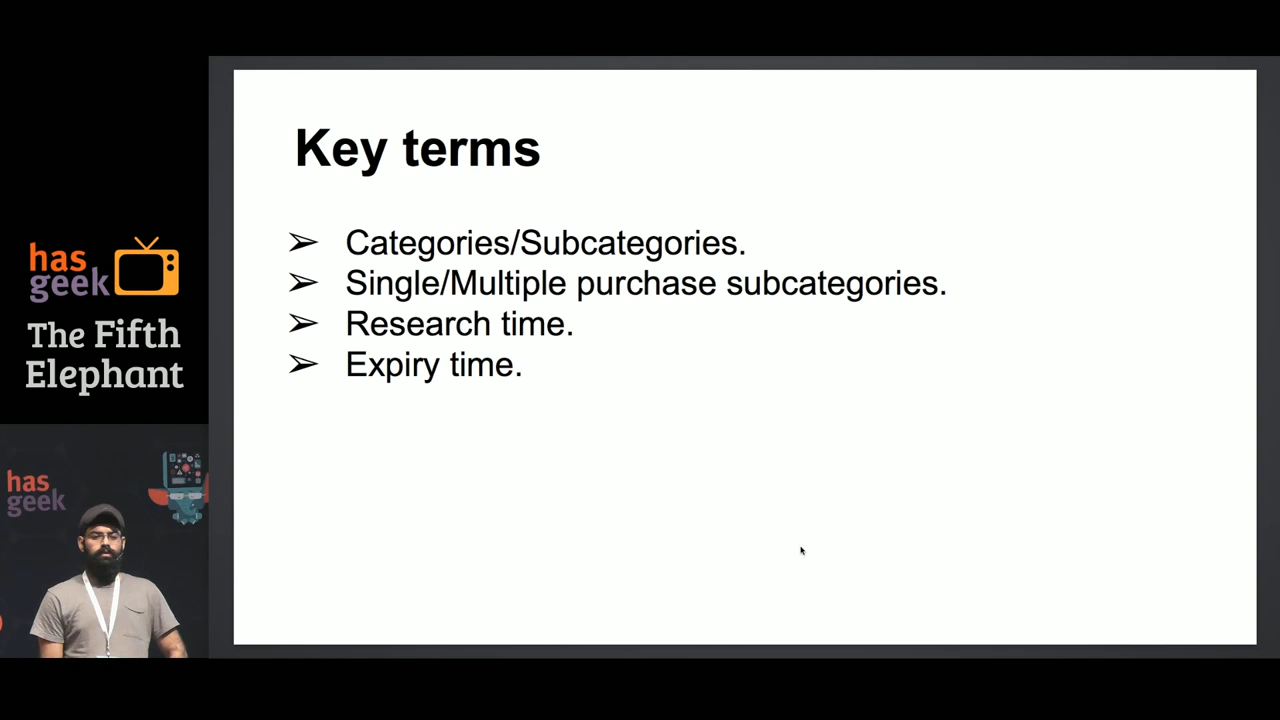 Key terms
➢ Categories/Subcategories.
➢ Single/Multiple purchase subcategories.
➢ Research time.
➢ Expiry time.
has
geek
The Fifth
Elephant
has
geek